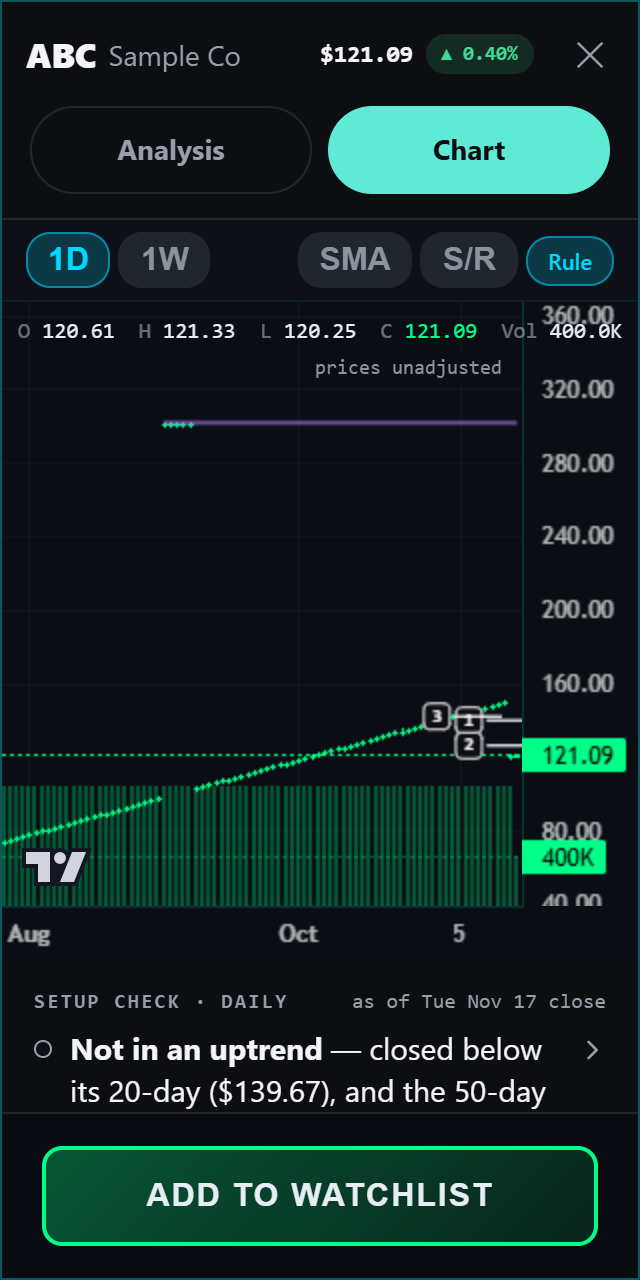 ABC Sample Co $121.09 ▲ 0.40%
Analysis Chart
1D 1W SMA S/R Rule
O 120.61 H 121.33 L 120.25 C 121.09 Vol 400.0K
360.00
prices unadjusted
320.00
280.00
240.00
200.00
160.00
3 1
2
121.09
80.00
400K
40.00
Aug Oct 5
SETUP CHECK · DAILY as of Tue Nov 17 close
Not in an uptrend — closed below
its 20-day ($139.67), and the 50-day
ADD TO WATCHLIST